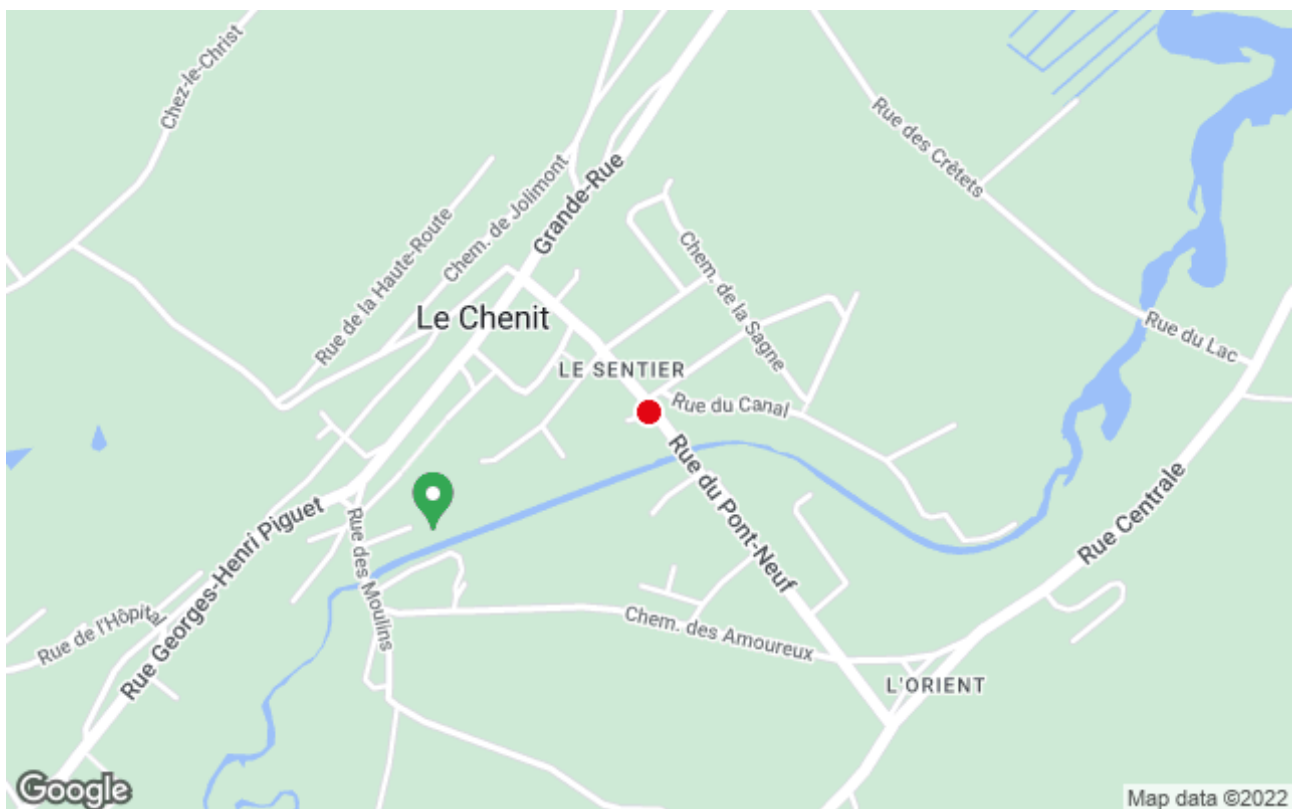 Chez-le-Christ
Rue des Crêtets
Grande-Rue
Chem. de Jolimont
Rue de la Haute-Route
Chem. de la Sagne
Le Chenit
Rue du Lac
LE SENTIER
Rue du Canal
Rue du Pont-Neuf
Rue Centrale
Rue Georges-Henri Piguet
Rue des Moulins
Rue de l'Hôpital
Chem. des Amoureux
L'ORIENT
Google
Map data ©2022